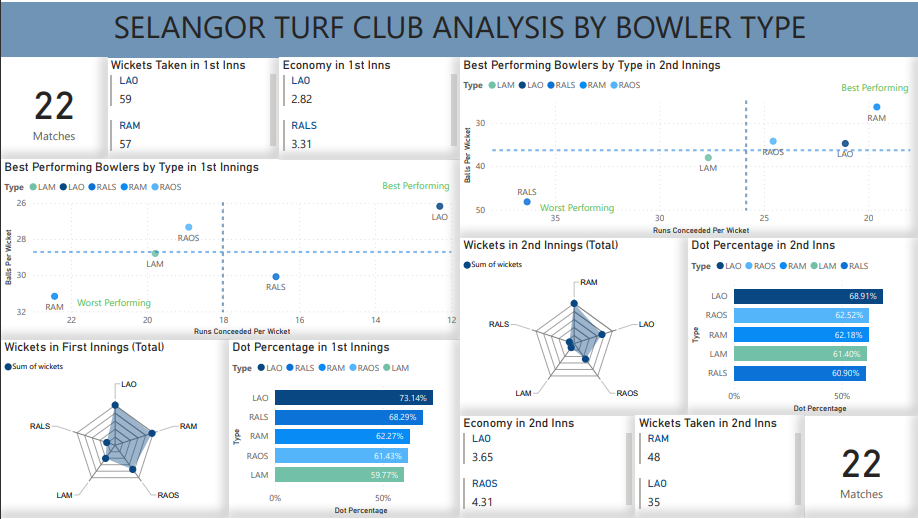 SELANGOR TURF CLUB ANALYSIS BY BOWLER TYPE
22
Matches
Wickets Taken in 1st Inns
LAO
59
RAM
57
Economy in 1st Inns
LAO
2.82
RALS
3.31
Best Performing Bowlers by Type in 2nd Innings
Type LAM LAO RALS RAM RAOS
Best Performing
Balls Per Wicket
30
40
50
RAM
RAOS
LAO
LAM
RALS
Worst Performing
35 30 25 20
Runs Conceeded Per Wicket
Best Performing Bowlers by Type in 1st Innings
Type LAM LAO RALS RAM RAOS
Best Performing
Balls Per Wicket
26
28
30
32
LAO
RAOS
LAM
RALS
RAM
Worst Performing
22 20 18 16 14 12
Runs Conceeded Per Wicket
Wickets in 2nd Innings (Total)
Sum of wickets
RAM
RALS
LAO
LAM
RAOS
Dot Percentage in 2nd Inns
Type LAO RAOS RAM LAM RALS
Type
LAO 68.91%
RAOS 62.52%
RAM 62.18%
LAM 61.40%
RALS 60.90%
0% 50%
Dot Percentage
Wickets in First Innings (Total)
Sum of wickets
LAO
RALS
RAM
LAM
RAOS
Dot Percentage in 1st Innings
Type LAO RALS RAM RAOS LAM
Type
LAO 73.14%
RALS 68.29%
RAM 62.27%
RAOS 61.43%
LAM 59.77%
0% 50%
Dot Percentage
Economy in 2nd Inns
LAO
3.65
RAOS
4.31
Wickets Taken in 2nd Inns
RAM
48
LAO
35
22
Matches